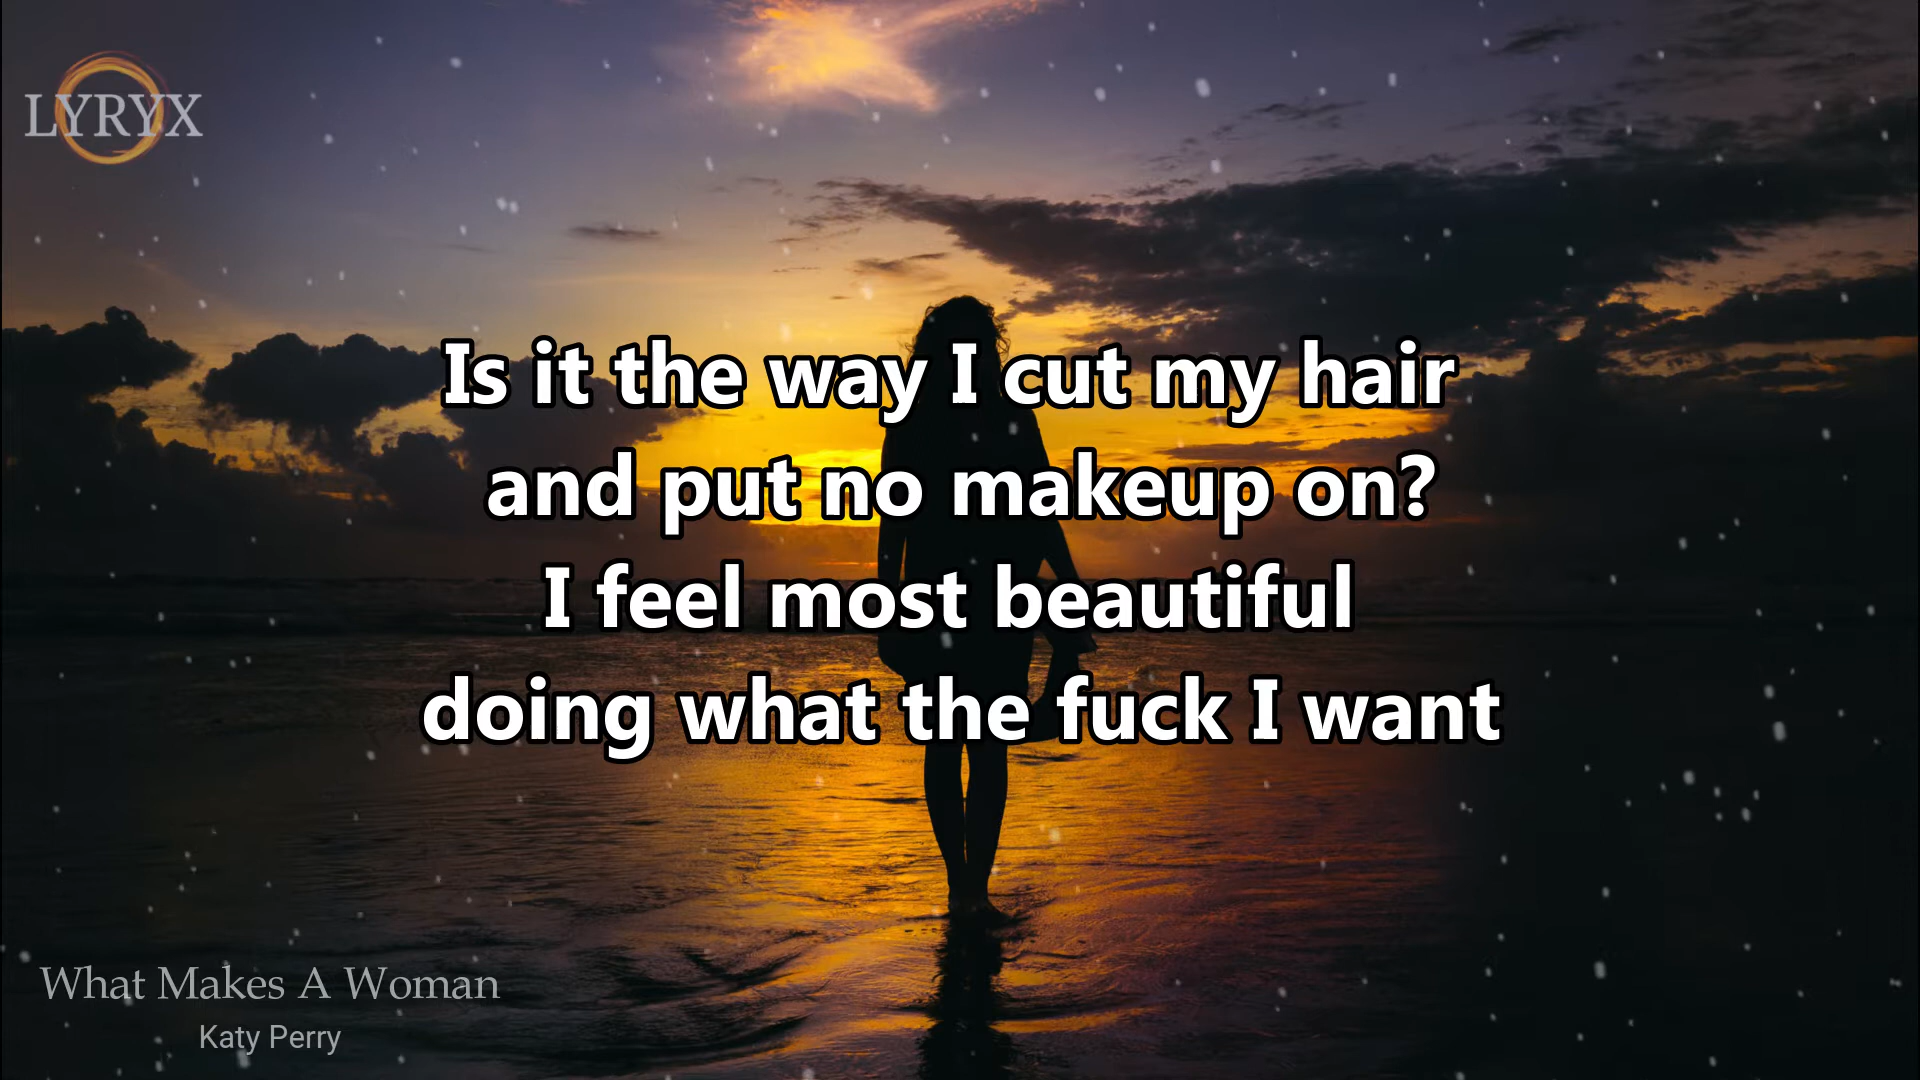 LYRYX
Is it the way I cut my hair
and put no makeup on?
I feel most beautiful
doing what the fuck I want
What Makes A Woman
Katy Perry